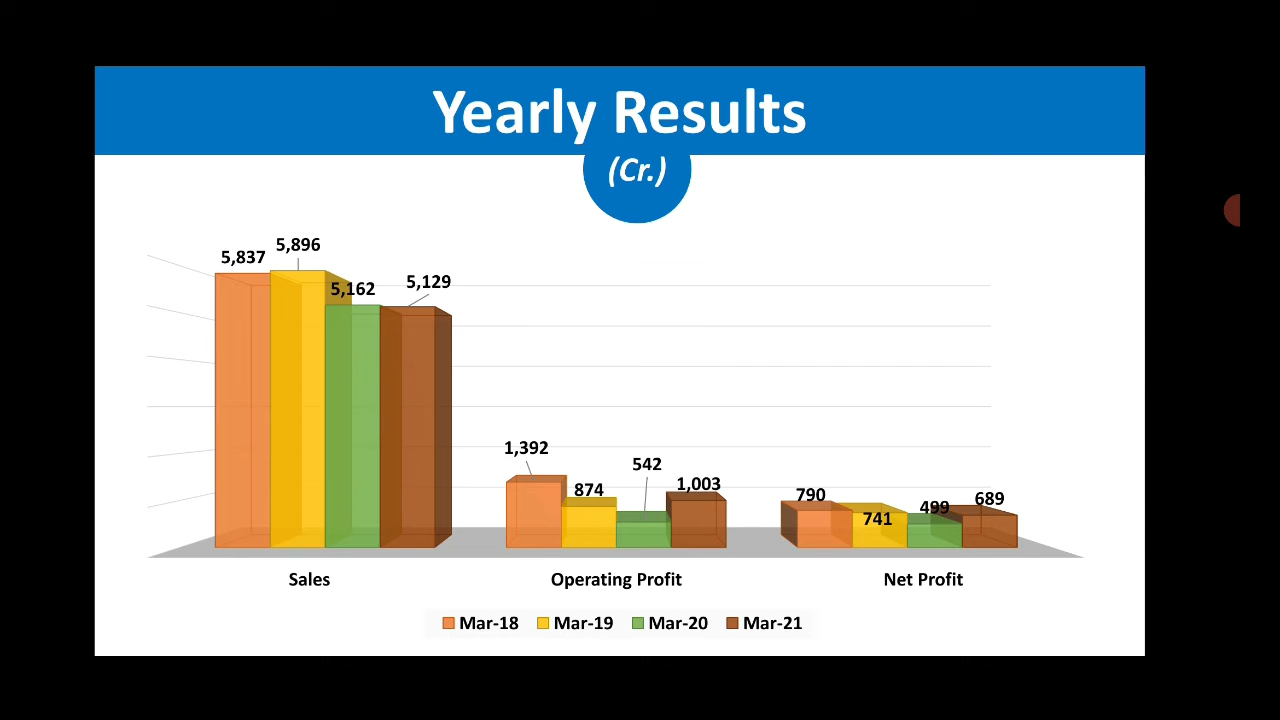 Yearly Results
(Cr.)
5,837
5,896
5,162
5,129
1,392
874
542
1,003
790
741
499
689
Sales
Operating Profit
Net Profit
Mar-18
Mar-19
Mar-20
Mar-21